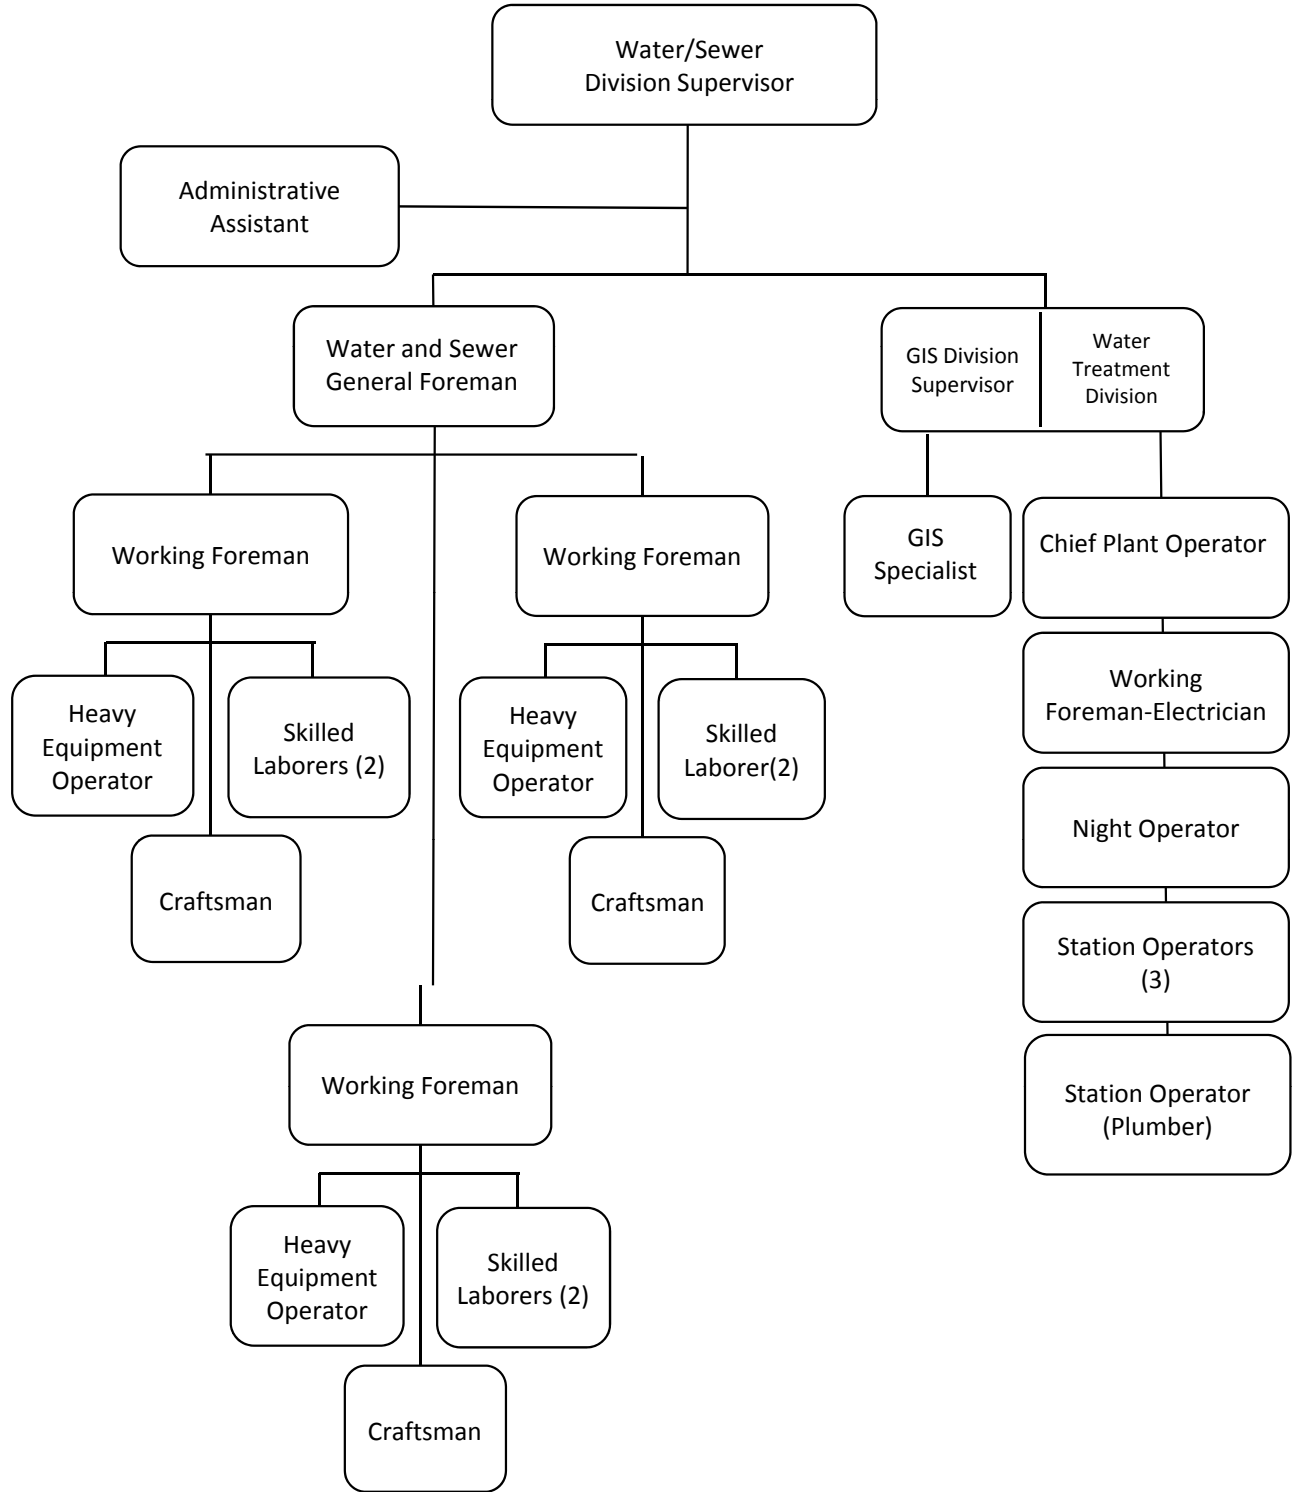 Water/Sewer
Division Supervisor
Administrative
Assistant
Water and Sewer
General Foreman
GIS Division
Supervisor
Water
Treatment
Division
Working Foreman
Working Foreman
GIS
Specialist
Chief Plant Operator
Heavy
Equipment
Operator
Skilled
Laborers (2)
Craftsman
Heavy
Equipment
Operator
Skilled
Laborer(2)
Craftsman
Working
Foreman-Electrician
Night Operator
Station Operators
(3)
Station Operator
(Plumber)
Working Foreman
Heavy
Equipment
Operator
Skilled
Laborers (2)
Craftsman